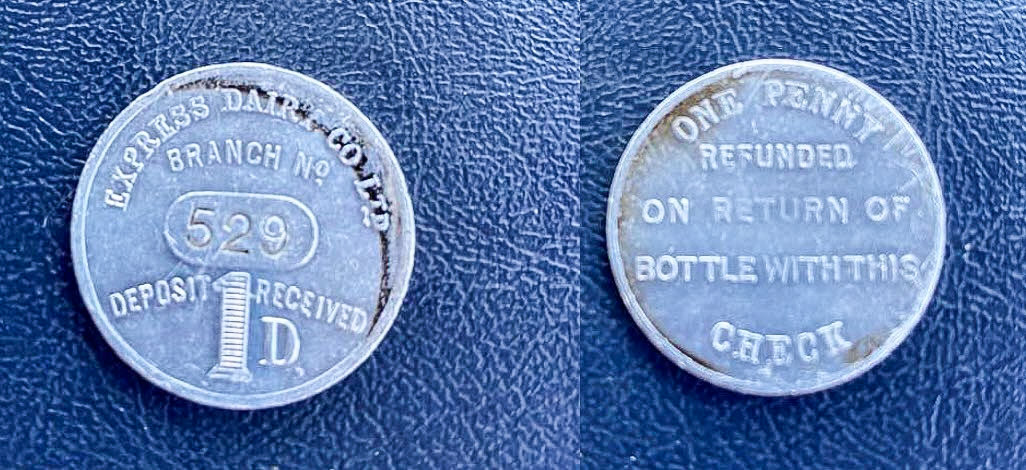 EXPRESS DAIRY CO. LTD
BRANCH No
529
DEPOSIT 1D. RECEIVED
ONE PENNY
REFUNDED
ON RETURN OF
BOTTLE WITH THIS
CHECK